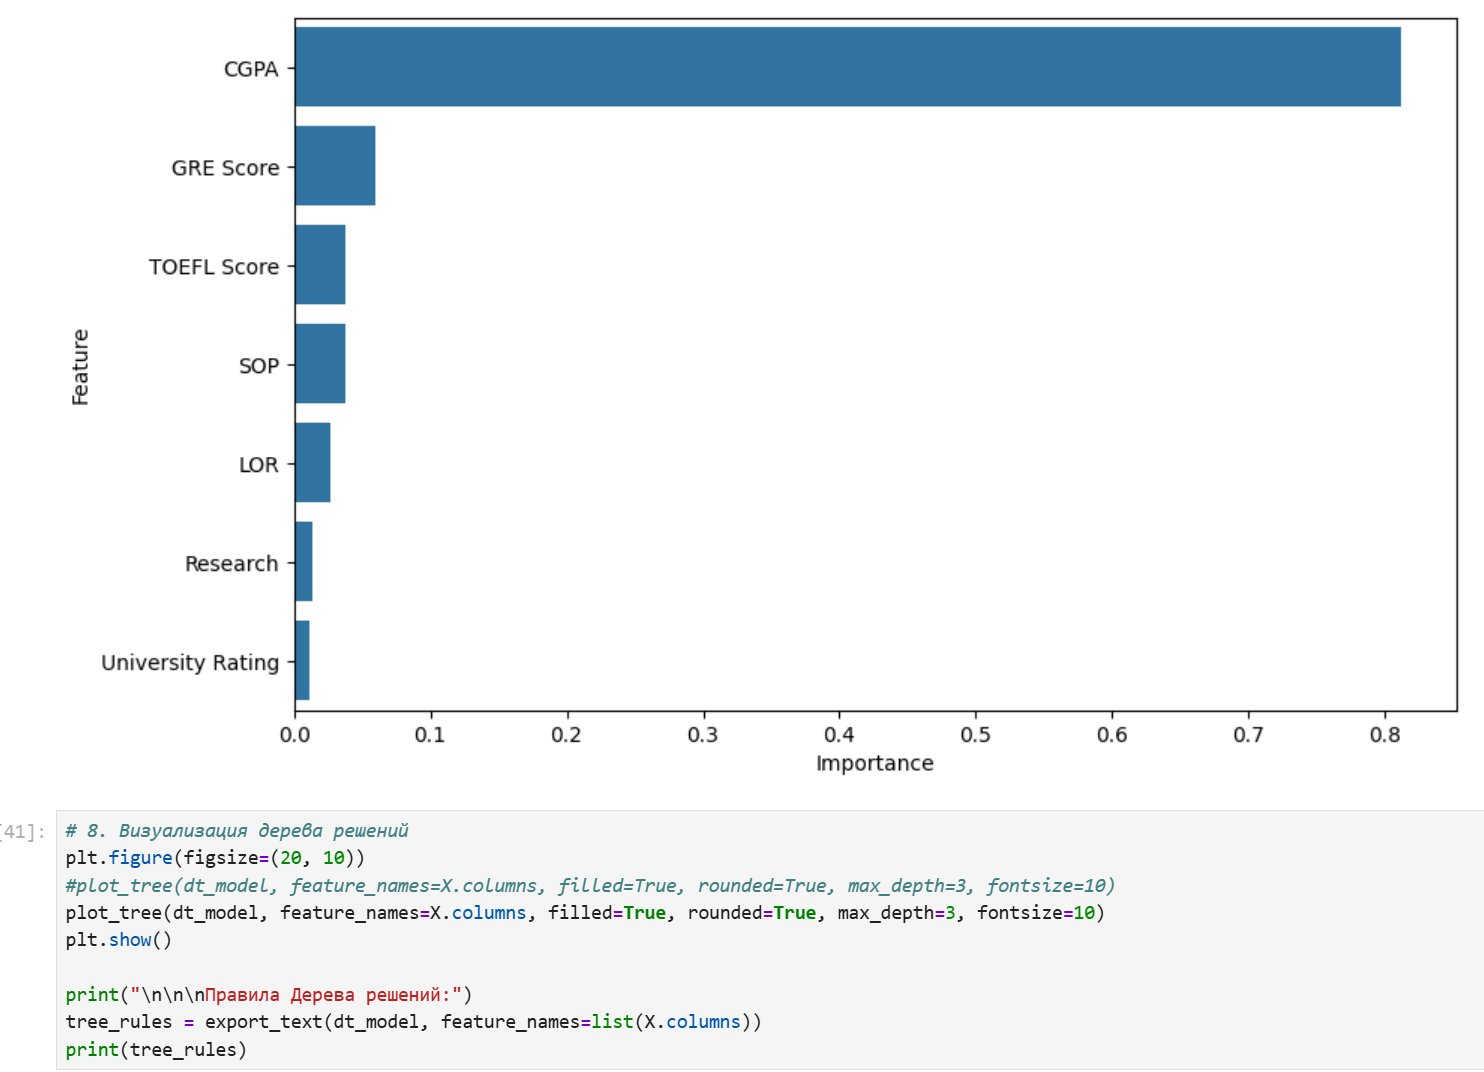 CGPA
GRE Score
TOEFL Score
SOP
LOR
Research
University Rating
Feature
0.0 0.1 0.2 0.3 0.4 0.5 0.6 0.7 0.8
Importance
[41]:
# 8. Визуализация дерева решений
plt.figure(figsize=(20, 10))
#plot_tree(dt_model, feature_names=X.columns, filled=True, rounded=True, max_depth=3, fontsize=10)
plot_tree(dt_model, feature_names=X.columns, filled=True, rounded=True, max_depth=3, fontsize=10)
plt.show()
print("\n\n\nПравила Дерева решений:")
tree_rules = export_text(dt_model, feature_names=list(X.columns))
print(tree_rules)